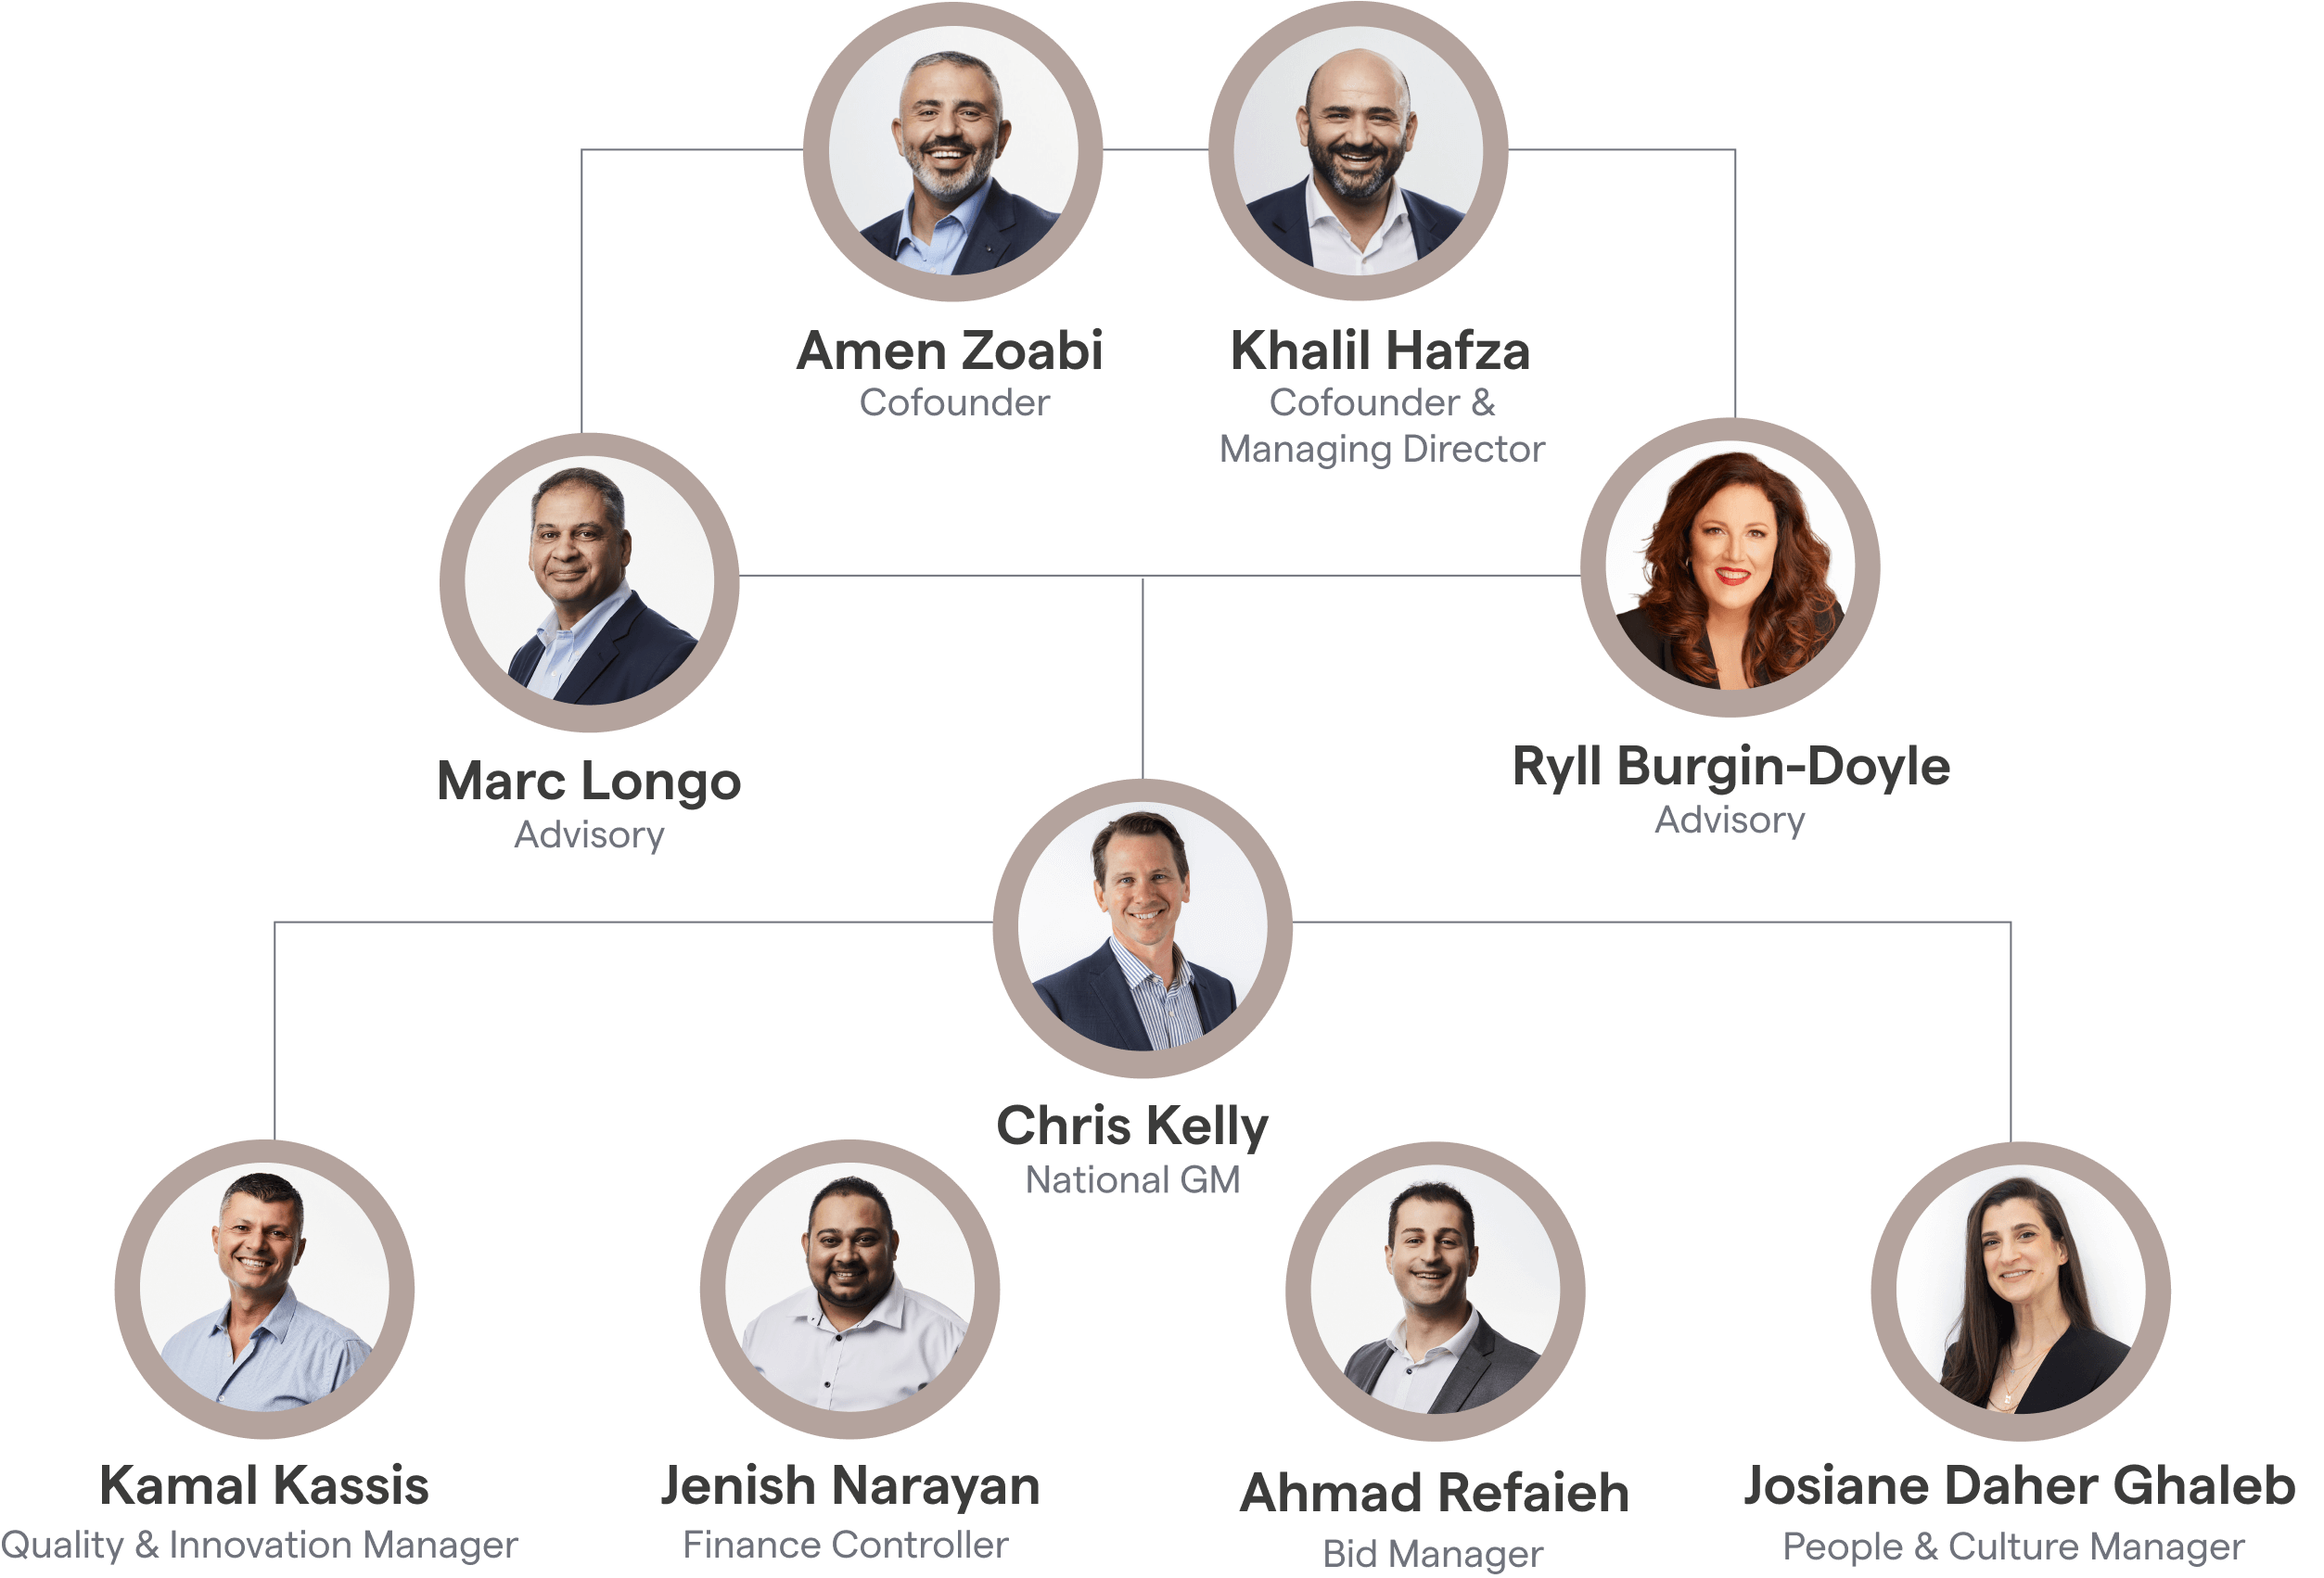 Amen Zoabi
Cofounder
Khalil Hafza
Cofounder &
Managing Director
Marc Longo
Advisory
Ryll Burgin-Doyle
Advisory
Chris Kelly
National GM
Kamal Kassis
Quality & Innovation Manager
Jenish Narayan
Finance Controller
Ahmad Refaieh
Bid Manager
Josiane Daher Ghaleb
People & Culture Manager